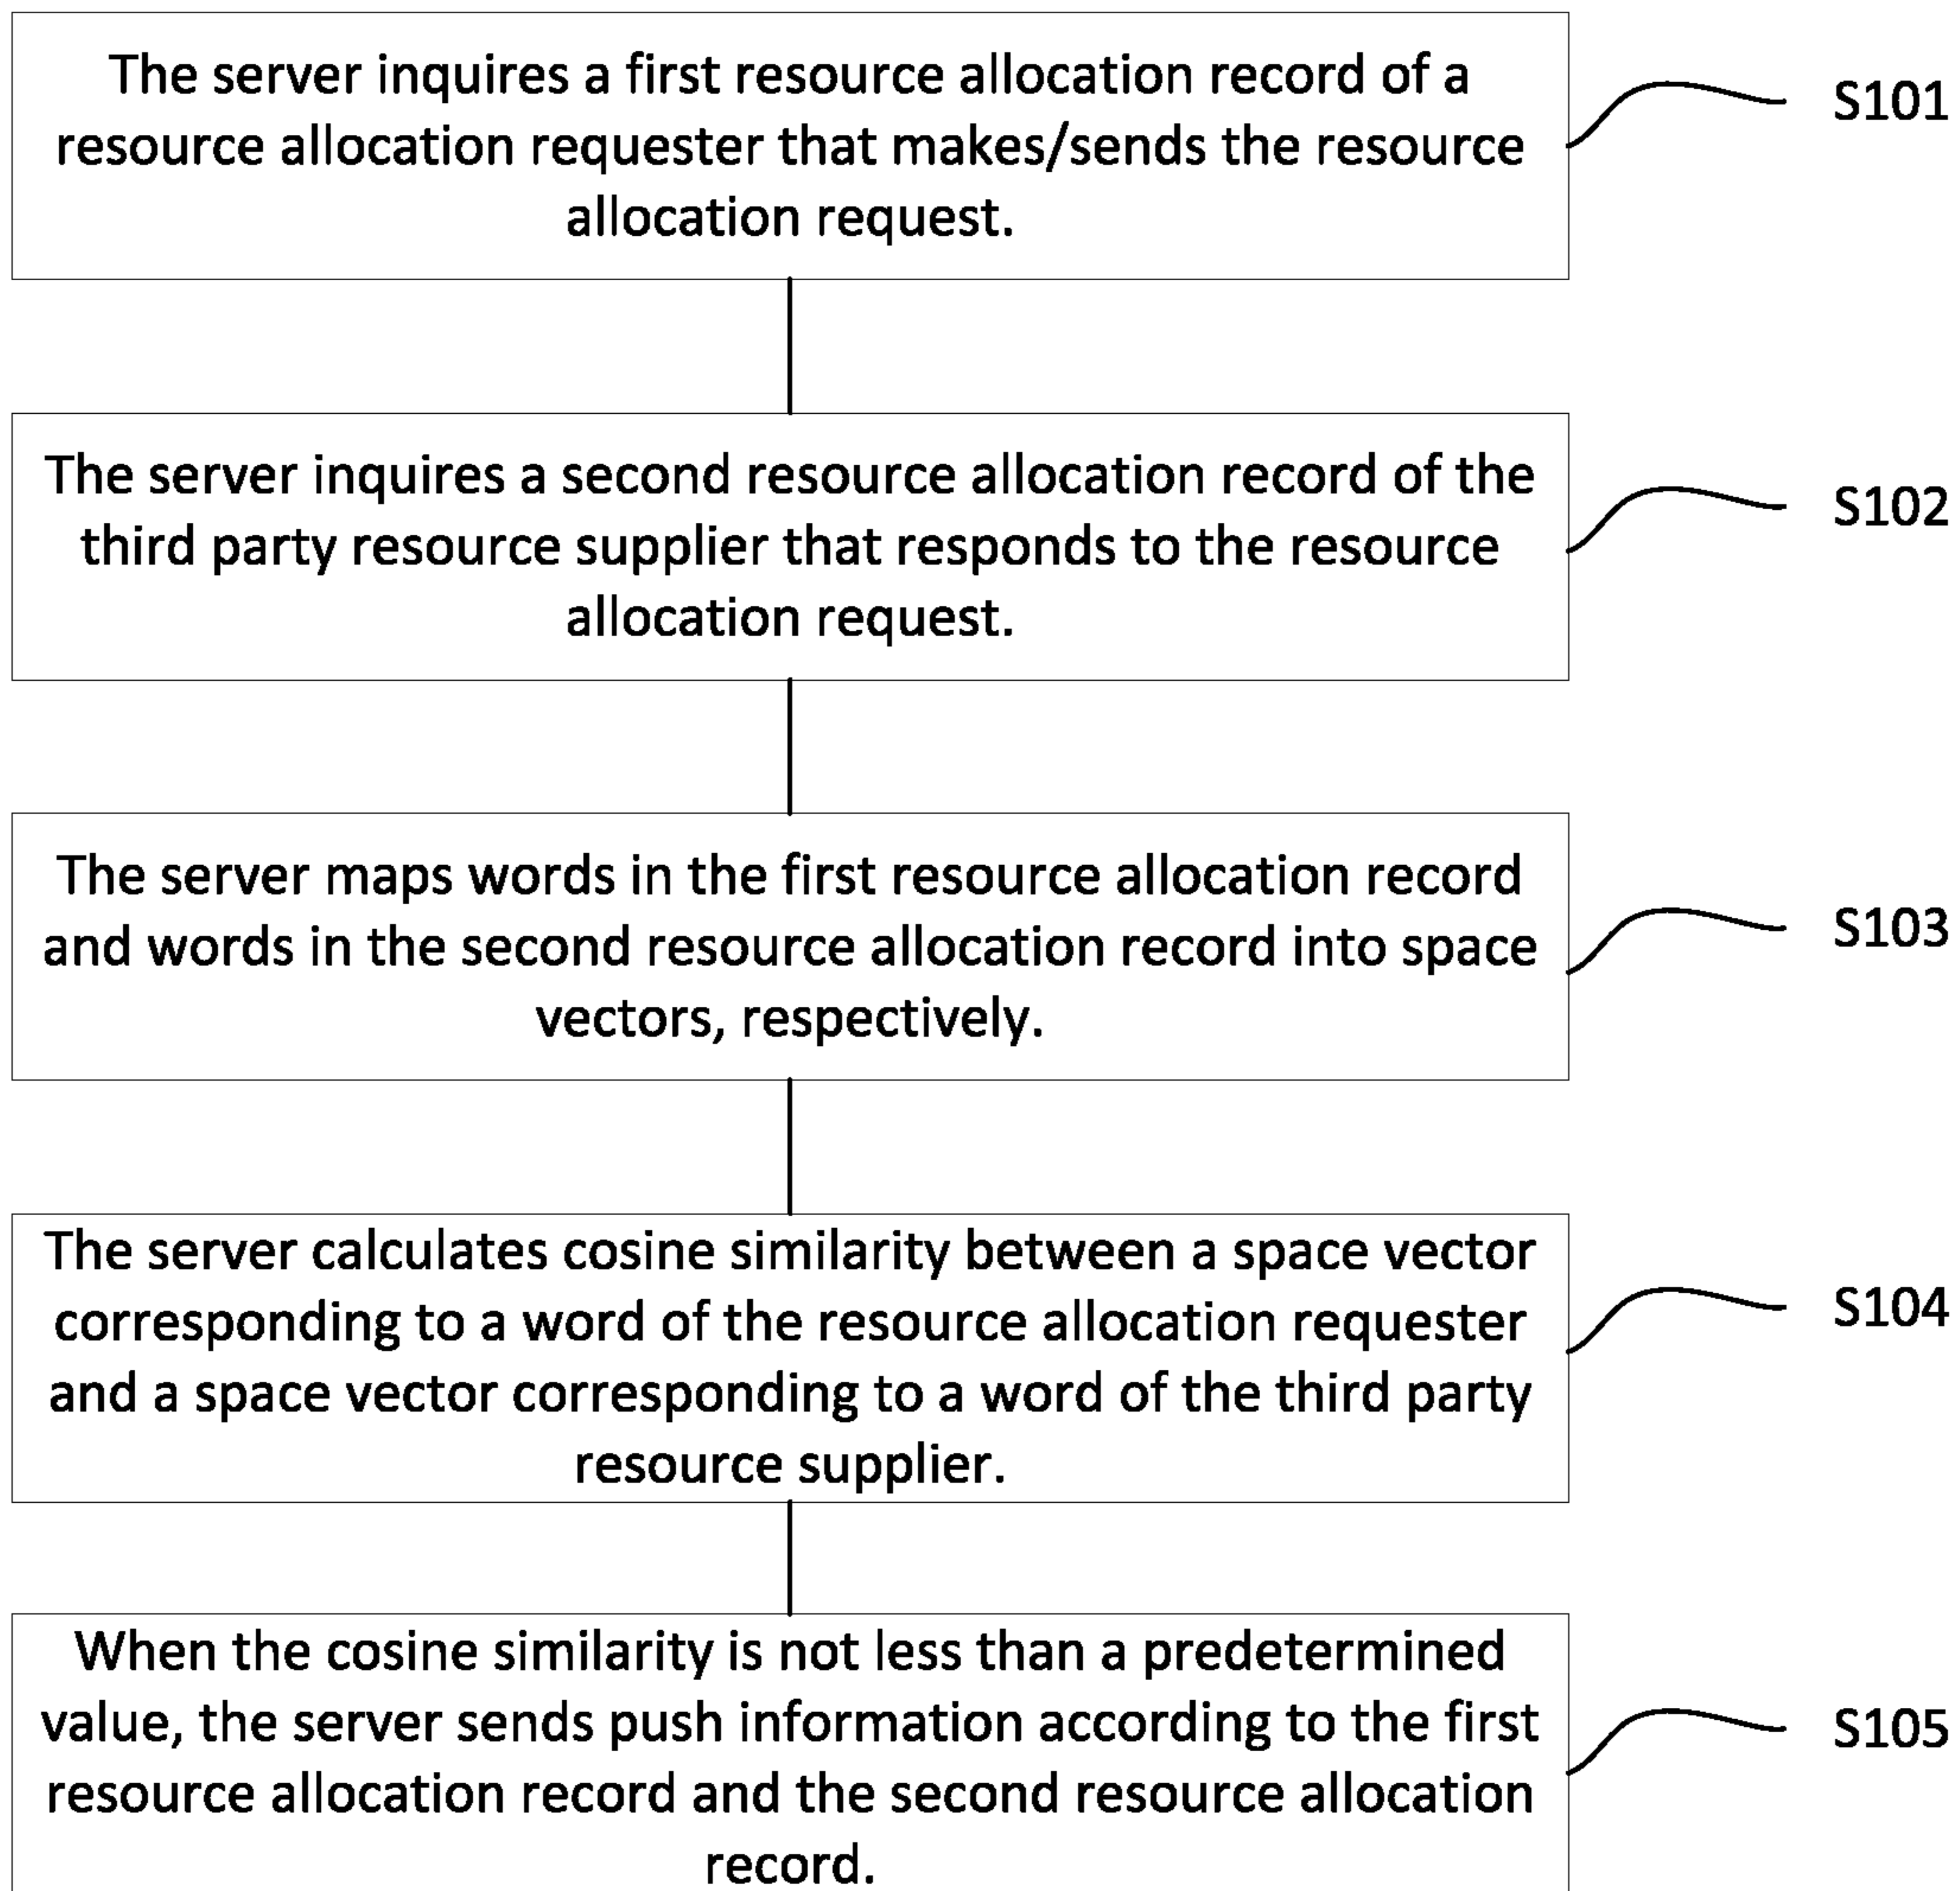 The server inquires a first resource allocation record of a
resource allocation requester that makes/sends the resource
allocation request.
S101
The server inquires a second resource allocation record of the
third party resource supplier that responds to the resource
allocation request.
S102
The server maps words in the first resource allocation record
and words in the second resource allocation record into space
vectors, respectively.
S103
The server calculates cosine similarity between a space vector
corresponding to a word of the resource allocation requester
and a space vector corresponding to a word of the third party
resource supplier.
S104
When the cosine similarity is not less than a predetermined
value, the server sends push information according to the first
resource allocation record and the second resource allocation
record.
S105